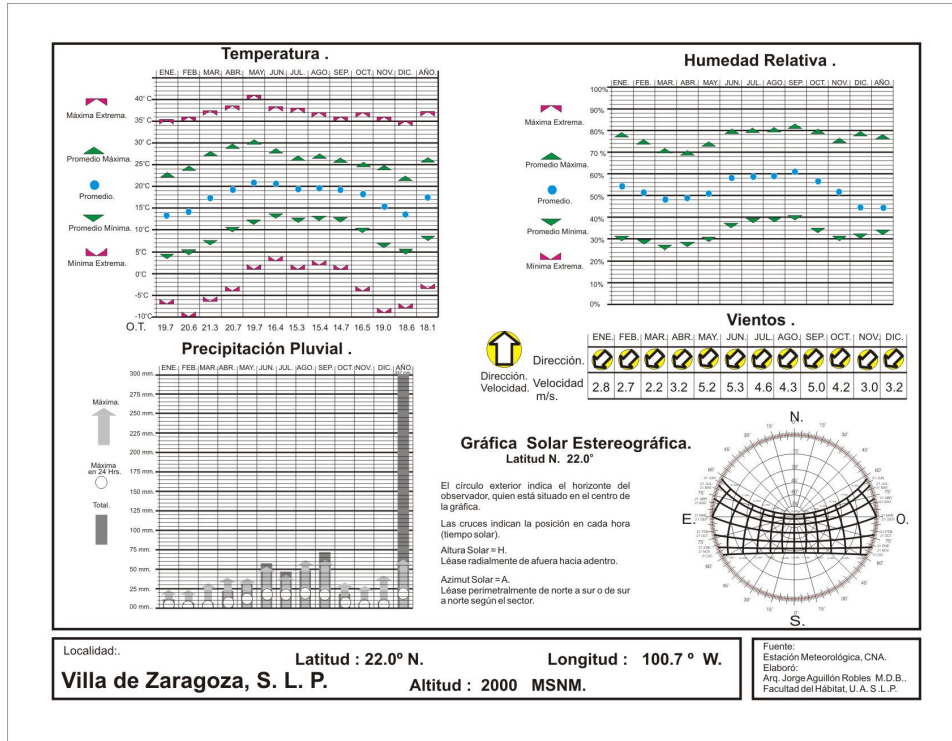 Temperatura .
ENE. FEB. MAR. ABR. MAY. JUN. JUL. AGO. SEP. OCT. NOV. DIC. AÑO.
40˚ C
35˚ C
30˚ C
25˚C
20˚C
15˚C
10˚C
5˚C
0˚C
-5˚C
-10˚C
Máxima Extrema.
Promedio Máxima.
Promedio.
Promedio Mínima.
Mínima Extrema.
O.T. 19.7 20.6 21.3 20.7 19.7 16.4 15.3 15.4 14.7 16.5 19.0 18.6 18.1
Humedad Relativa .
ENE. FEB. MAR. ABR. MAY. JUN. JUL. AGO. SEP. OCT. NOV. DIC. AÑO.
100%
90%
80%
70 %
60%
50%
40%
30%
20%
10%
0%
Máxima Extrema.
Promedio Máxima.
Promedio.
Promedio Mínima.
Mínima Extrema.
Precipitación Pluvial .
ENE. FEB. MAR. ABR. MAY. JUN. JUL. AGO. SEP. OCT. NOV. DIC. AÑO.
300 mm.
275 mm.
250 mm.
225 mm.
200 mm.
175 mm.
150 mm.
125 mm.
100 mm.
75 mm.
50 mm.
25 mm.
00 mm..
Máxima.
Máxima
en 24 Hrs.
Total.
Vientos .
ENE. FEB. MAR. ABR. MAY. JUN. JUL. AGO. SEP. OCT. NOV. DIC.
Dirección.
Velocidad.
Dirección.
Velocidad 2.8 2.7 2.2 3.2 5.2 5.3 4.6 4.3 5.0 4.2 3.0 3.2
m/s.
Gráfica Solar Estereográfica.
Latitud N. 22.0˚
El círculo exterior indica el horizonte del
observador, quien está situado en el centro de
la gráfica.
Las cruces indican la posición en cada hora
(tiempo solar).
Altura Solar = H.
Léase radialmente de afuera hacia adentro.
Azimut Solar = A.
Léase perimetralmente de norte a sur o de sur
a norte según el sector.
N.
E.
O.
S.
Localidad:.
Villa de Zaragoza, S. L. P.
Latitud : 22.0º N.
Longitud : 100.7 º W.
Altitud : 2000 MSNM.
Fuente:
Estación Meteorológica, CNA.
Elaboró:
Arq. Jorge Aguillón Robles M.D.B..
Facultad del Hábitat, U. A. S .L .P.